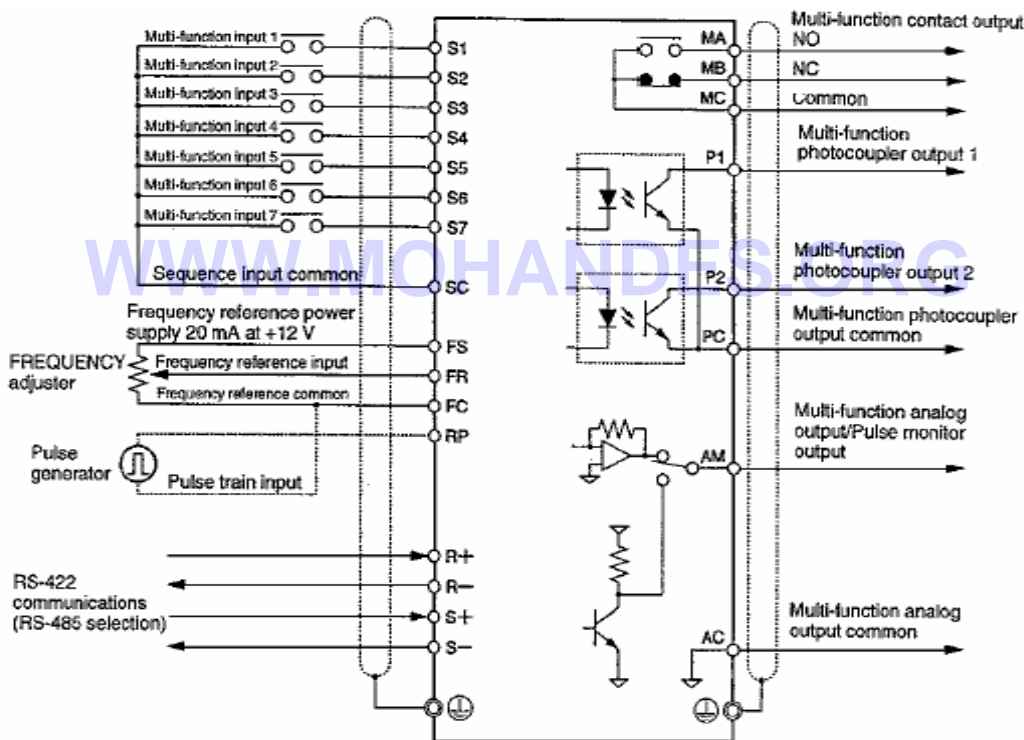 Multi-function input 1
Multi-function input 2
Multi-function input 3
Multi-function input 4
Multi-function input 5
Multi-function input 6
Multi-function input 7
Sequence input common
S1
S2
S3
S4
S5
S6
S7
SC
Frequency reference power
supply 20 mA at +12 V
FREQUENCY
adjuster
Frequency reference input
Frequency reference common
FS
FR
FC
RP
Pulse
generator
Pulse train input
RS-422
communications
(RS-485 selection)
R+
R−
S+
S−
MA
MB
MC
Multi-function contact output
NO
NC
Common
P1
Multi-function
photocoupler output 1
P2
Multi-function
photocoupler output 2
PC
Multi-function photocoupler
output common
AM
Multi-function analog
output/Pulse monitor
output
AC
Multi-function analog
output common
WWW.MOHANDES.ORG